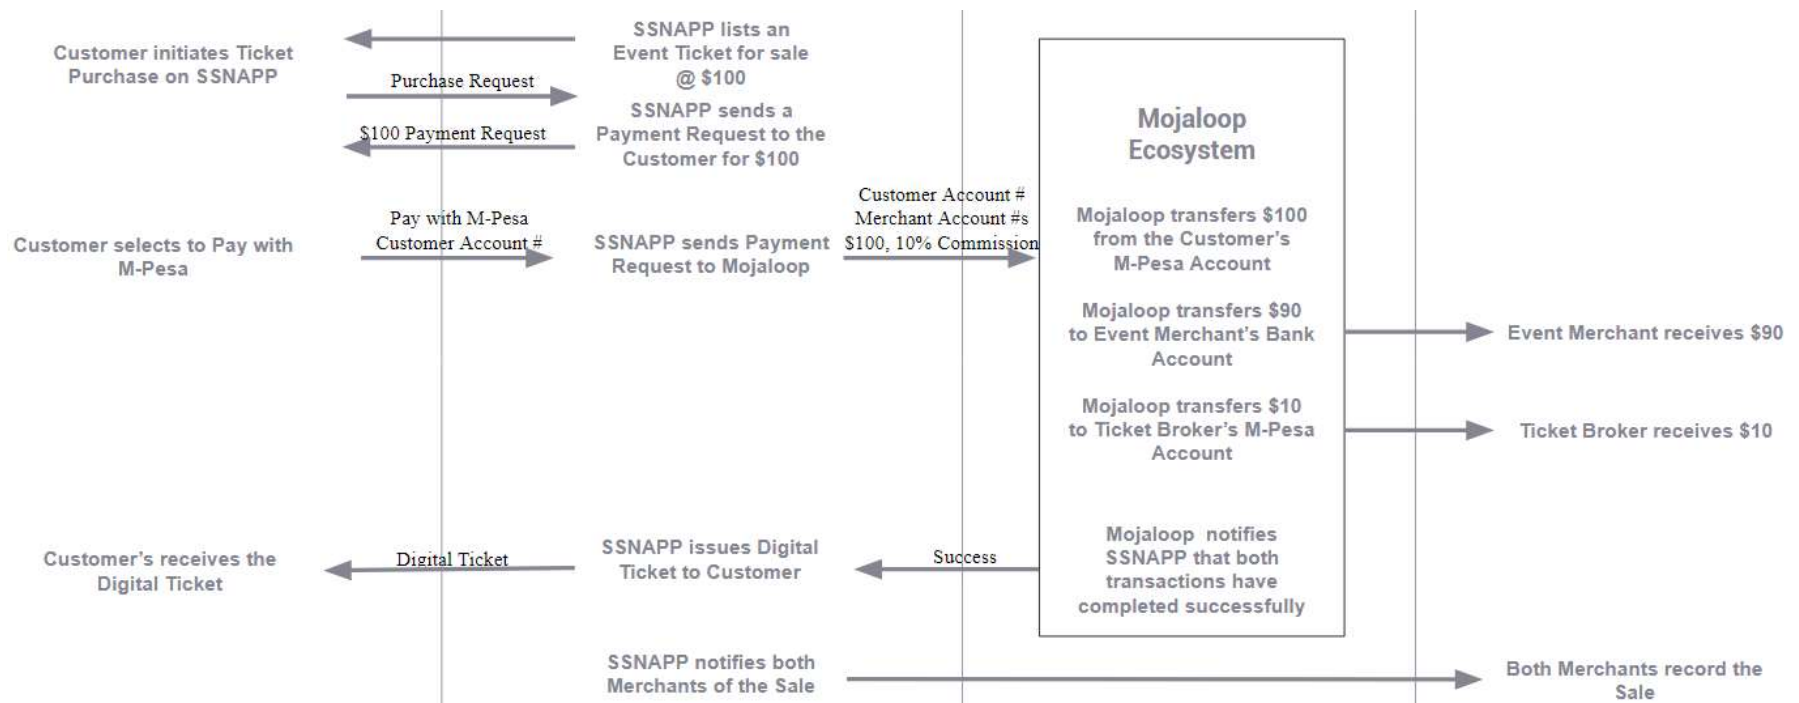 SSNAPP lists an
Event Ticket for sale
@ $100
Customer initiates Ticket
Purchase on SSNAPP
Purchase Request
SSNAPP sends a
Payment Request to the
Customer for $100
$100 Payment Request
Mojaloop
Ecosystem
Customer selects to Pay with
M-Pesa
Pay with M-Pesa
Customer Account #
SSNAPP sends Payment
Request to Mojaloop
Customer Account #
Merchant Account #s
$100, 10% Commission
Mojaloop transfers $100
from the Customer's
M-Pesa Account
Mojaloop transfers $90
to Event Merchant's Bank
Account
Event Merchant receives $90
Mojaloop transfers $10
to Ticket Broker's M-Pesa
Account
Ticket Broker receives $10
Mojaloop notifies
SSNAPP that both
transactions have
completed successfully
Success
SSNAPP issues Digital
Ticket to Customer
Digital Ticket
Customer's receives the
Digital Ticket
SSNAPP notifies both
Merchants of the Sale
Both Merchants record the
Sale